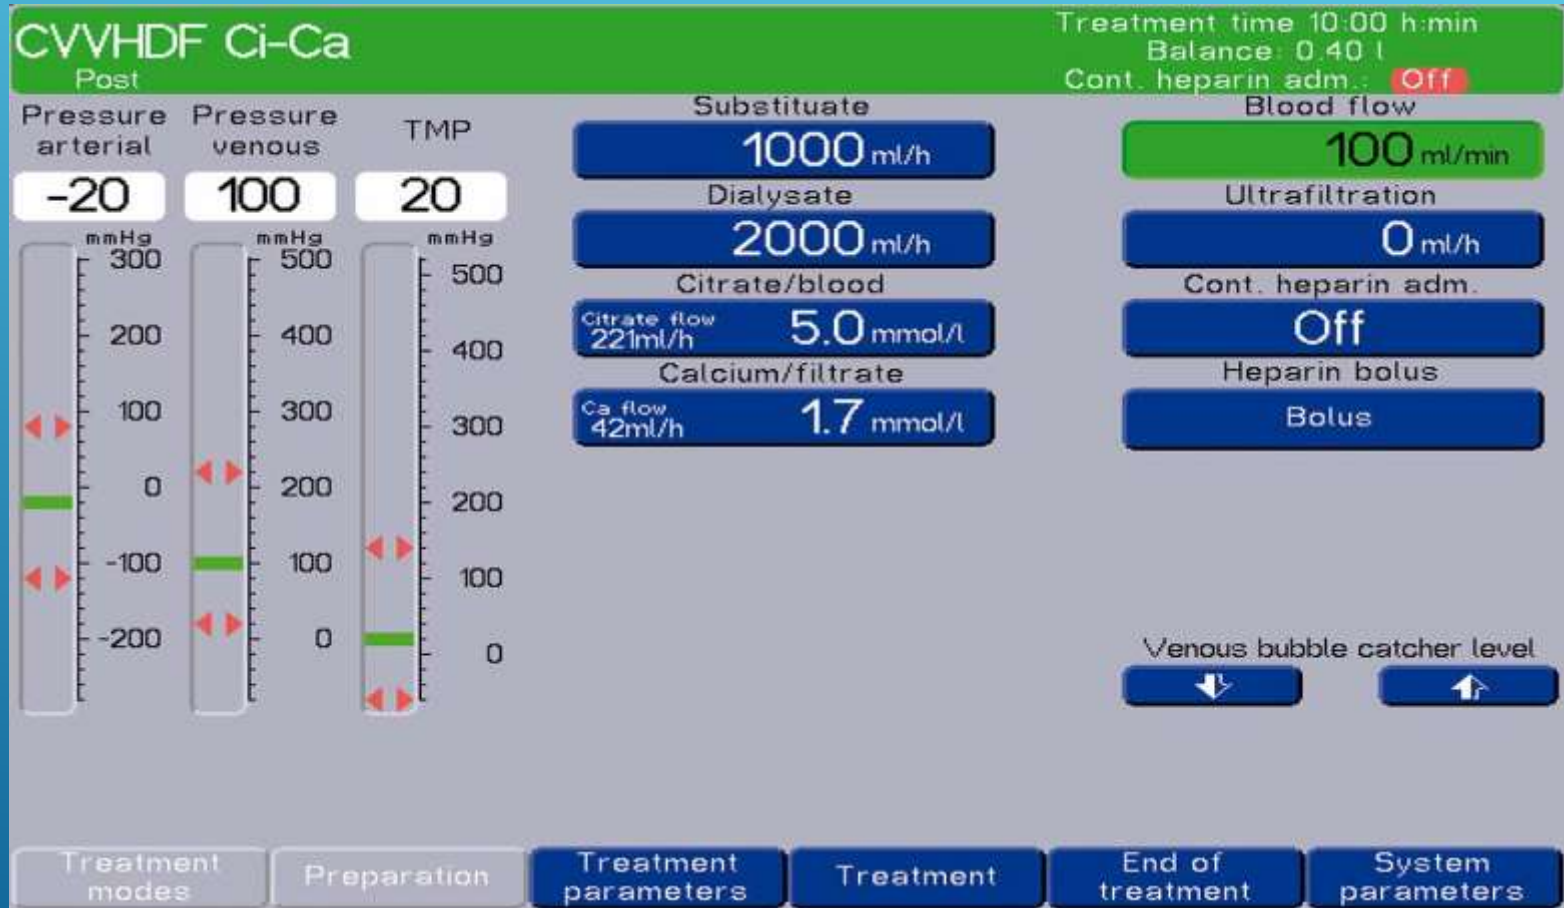 CVVHDF Ci-Ca
Post
Treatment time 10:00 h:min
Balance: 0.40 l
Cont. heparin adm.: Off
Pressure arterial
-20
mmHg
300
200
100
0
-100
-200
Pressure venous
100
mmHg
500
400
300
200
100
0
TMP
20
mmHg
500
400
300
200
100
0
Substituate
1000 ml/h
Dialysate
2000 ml/h
Citrate/blood
Citrate flow
221ml/h
5.0 mmol/l
Calcium/filtrate
Ca flow
42ml/h
1.7 mmol/l
Blood flow
100 ml/min
Ultrafiltration
0 ml/h
Cont. heparin adm.
Off
Heparin bolus
Bolus
Venous bubble catcher level
Treatment modes
Preparation
Treatment parameters
Treatment
End of treatment
System parameters